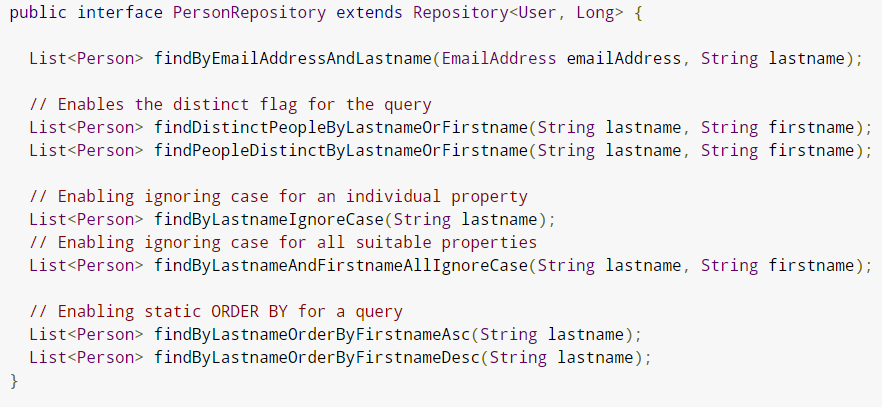 public interface PersonRepository extends Repository<User, Long> {
List<Person> findByEmailAddressAndLastname(EmailAddress emailAddress, String lastname);
// Enables the distinct flag for the query
List<Person> findDistinctPeopleByLastnameOrFirstname(String lastname, String firstname);
List<Person> findPeopleDistinctByLastnameOrFirstname(String lastname, String firstname);
// Enabling ignoring case for an individual property
List<Person> findByLastnameIgnoreCase(String lastname);
// Enabling ignoring case for all suitable properties
List<Person> findByLastnameAndFirstnameAllIgnoreCase(String lastname, String firstname);
// Enabling static ORDER BY for a query
List<Person> findByLastnameOrderByFirstnameAsc(String lastname);
List<Person> findByLastnameOrderByFirstnameDesc(String lastname);
}